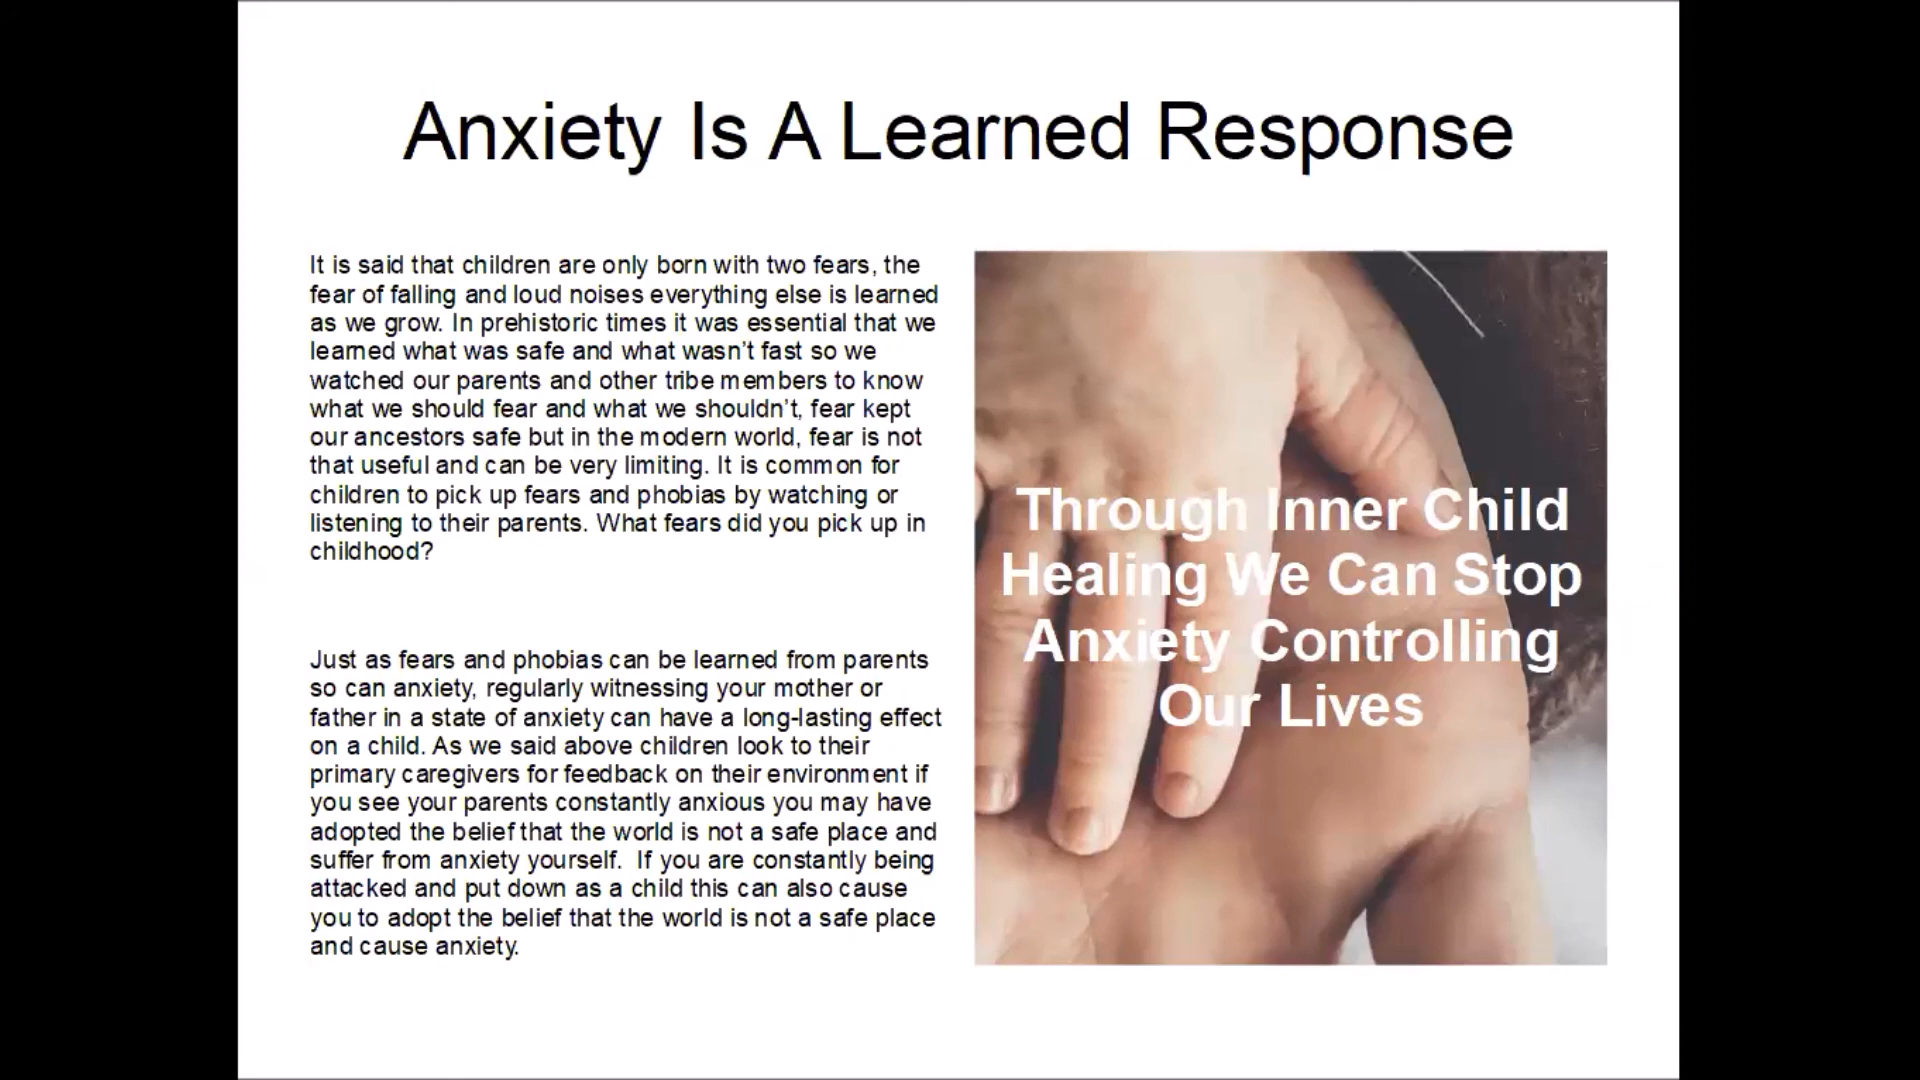 Anxiety Is A Learned Response
It is said that children are only born with two fears, the
fear of falling and loud noises everything else is learned
as we grow. In prehistoric times it was essential that we
learned what was safe and what wasn't fast so we
watched our parents and other tribe members to know
what we should fear and what we shouldn't, fear kept
our ancestors safe but in the modern world, fear is not
that useful and can be very limiting. It is common for
children to pick up fears and phobias by watching or
listening to their parents. What fears did you pick up in
childhood?
Just as fears and phobias can be learned from parents
so can anxiety, regularly witnessing your mother or
father in a state of anxiety can have a long-lasting effect
on a child. As we said above children look to their
primary caregivers for feedback on their environment if
you see your parents constantly anxious you may have
adopted the belief that the world is not a safe place and
suffer from anxiety yourself.  If you are constantly being
attacked and put down as a child this can also cause
you to adopt the belief that the world is not a safe place
and cause anxiety.
Through Inner Child
Healing We Can Stop
Anxiety Controlling
Our Lives